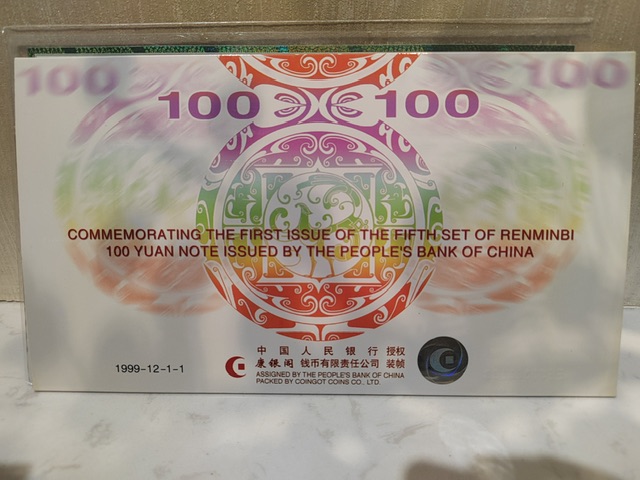 100 100
100 100
COMMEMORATING THE FIRST ISSUE OF THE FIFTH SET OF RENMINBI
100 YUAN NOTE ISSUED BY THE PEOPLE'S BANK OF CHINA
中国人民银行 授权
康银阁 钱币有限责任公司 装帧
1999-12-1-1
ASSIGNED BY THE PEOPLE'S BANK OF CHINA
PACKED BY COINGOT COINS CO., LTD.